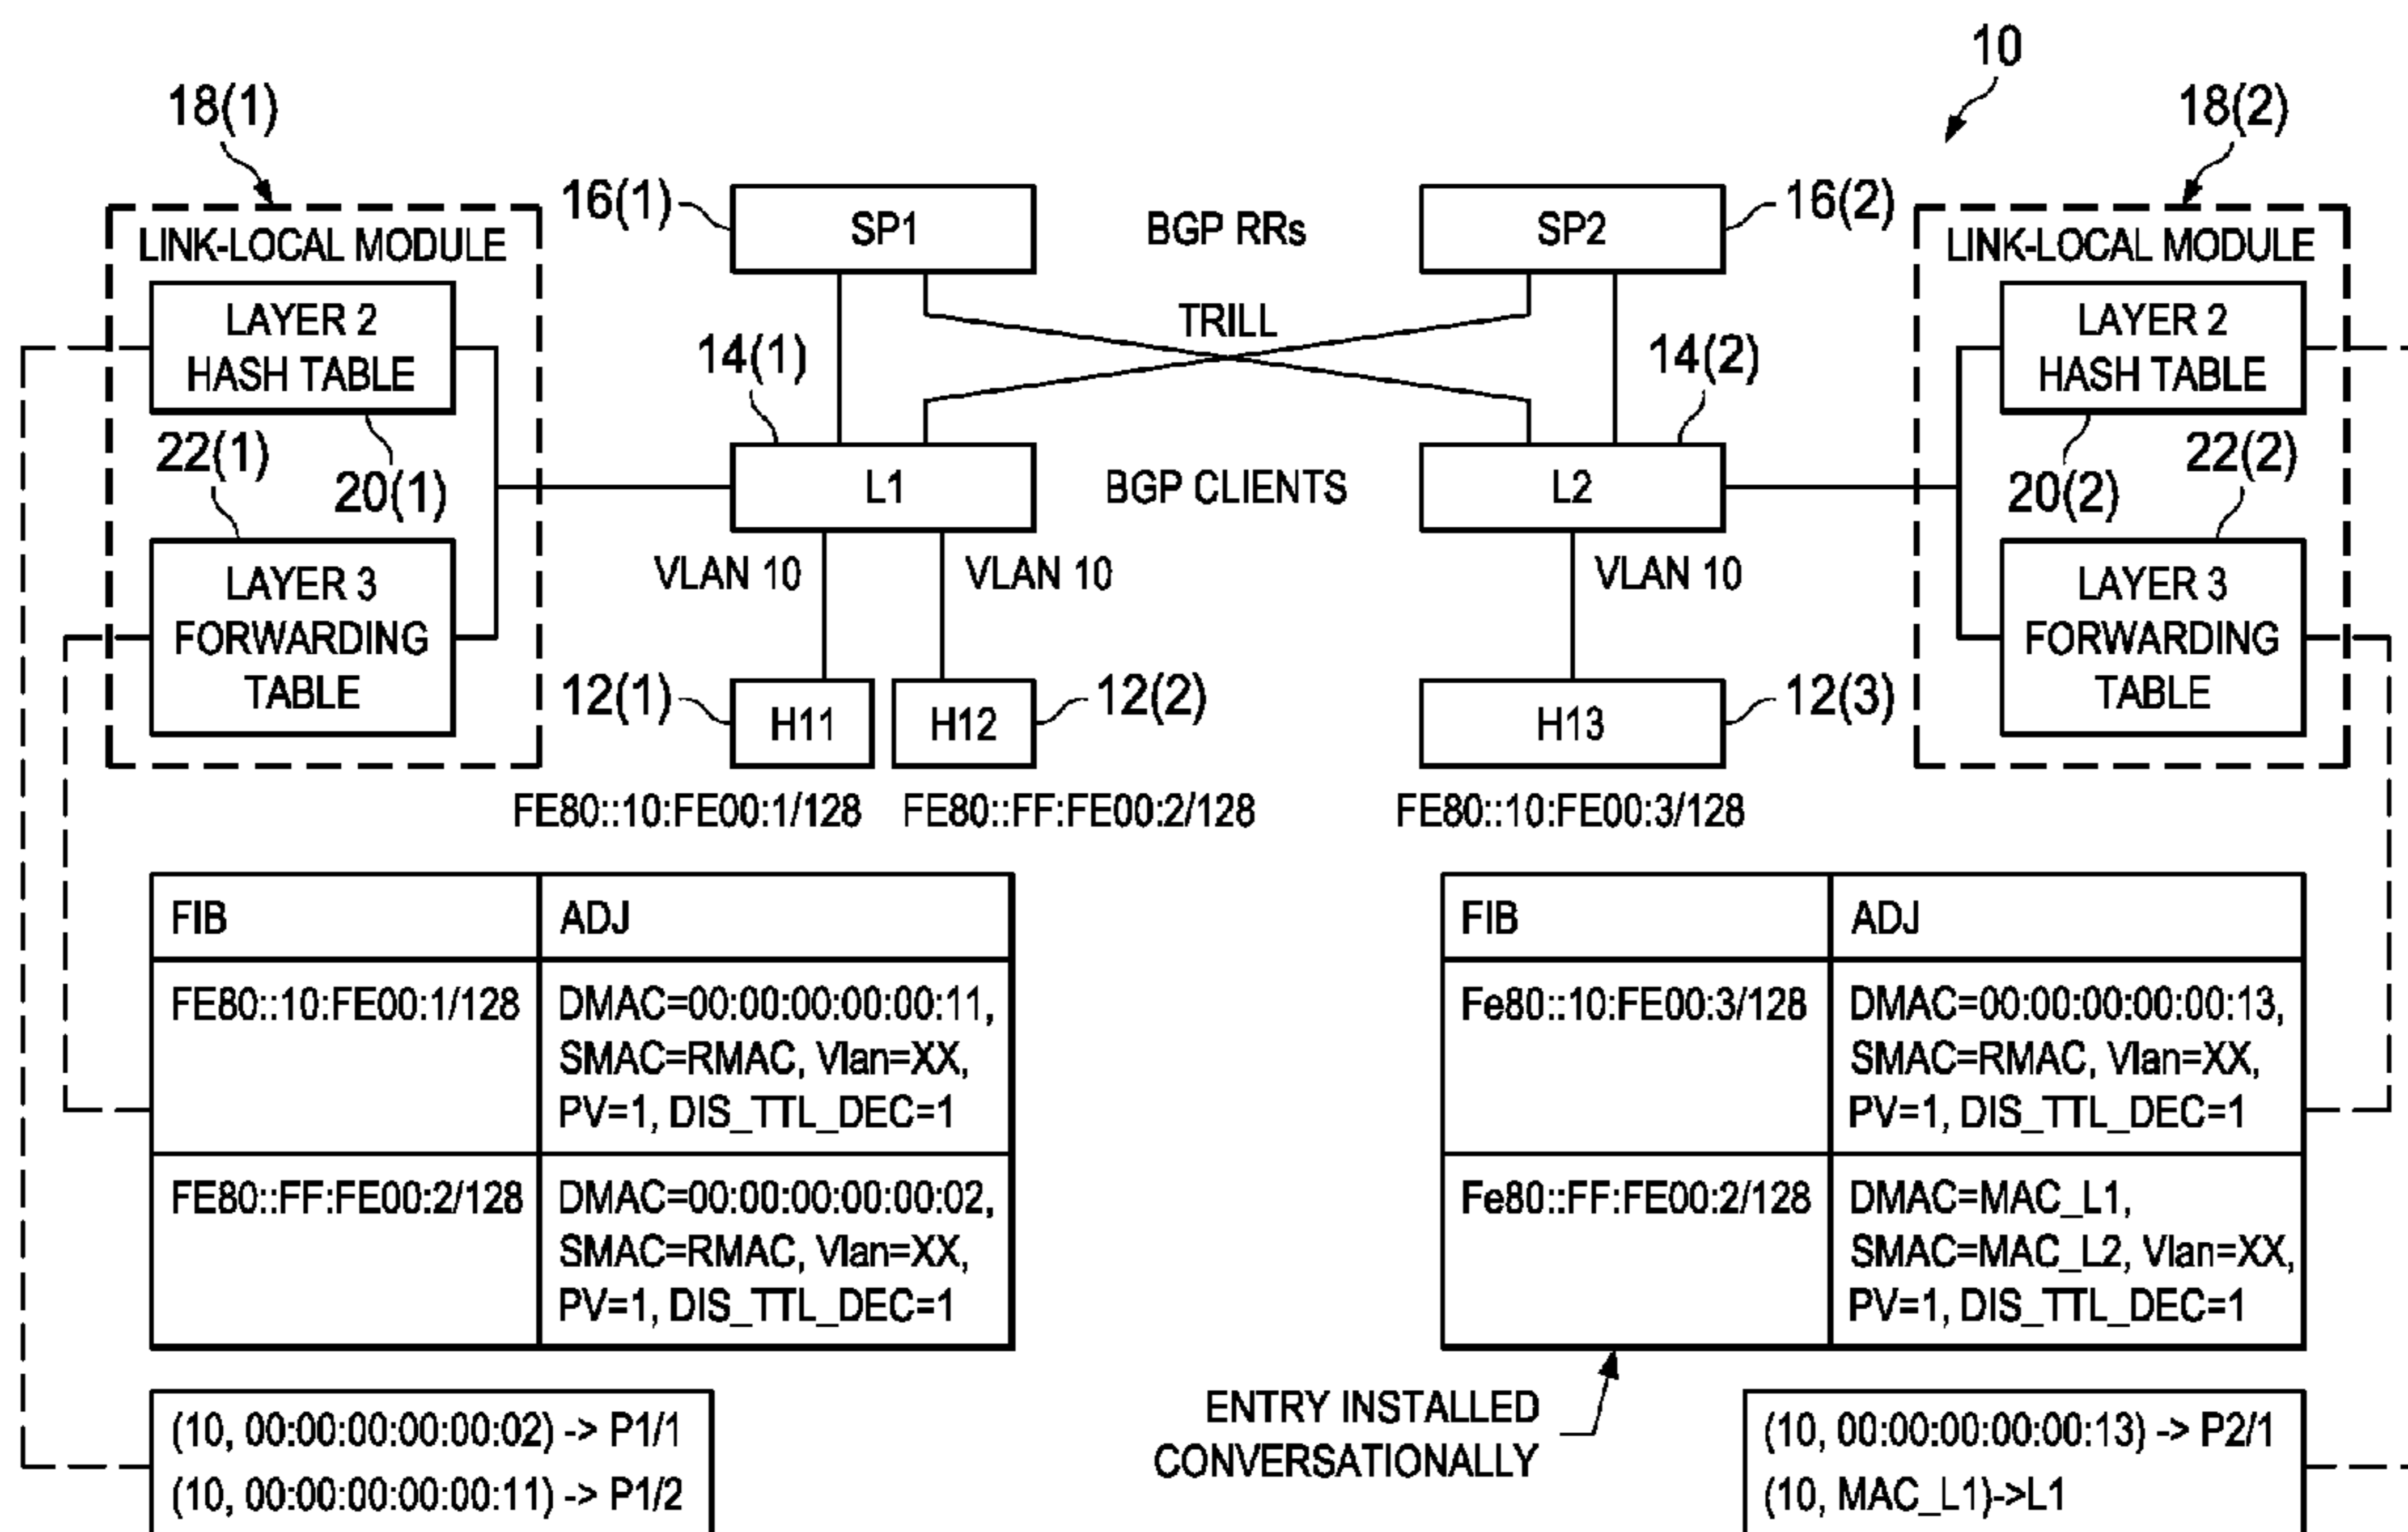 10
18(1)
18(2)
LINK-LOCAL MODULE
16(1)
SP1
BGP RRs
SP2
16(2)
LINK-LOCAL MODULE
LAYER 2
HASH TABLE
TRILL
LAYER 2
HASH TABLE
14(1)
14(2)
22(1)
20(1)
L1
BGP CLIENTS
L2
20(2)
22(2)
LAYER 3
FORWARDING
TABLE
VLAN 10
VLAN 10
VLAN 10
LAYER 3
FORWARDING
TABLE
12(1)
H11
H12
12(2)
H13
12(3)
FE80::10:FE00:1/128
FE80::FF:FE00:2/128
FE80::10:FE00:3/128
FIB
ADJ
FE80::10:FE00:1/128
DMAC=00:00:00:00:00:11,
SMAC=RMAC, Vlan=XX,
PV=1, DIS_TTL_DEC=1
FE80::FF:FE00:2/128
DMAC=00:00:00:00:00:02,
SMAC=RMAC, Vlan=XX,
PV=1, DIS_TTL_DEC=1
FIB
ADJ
Fe80::10:FE00:3/128
DMAC=00:00:00:00:00:13,
SMAC=RMAC, Vlan=XX,
PV=1, DIS_TTL_DEC=1
Fe80::FF:FE00:2/128
DMAC=MAC_L1,
SMAC=MAC_L2, Vlan=XX,
PV=1, DIS_TTL_DEC=1
(10, 00:00:00:00:00:02) -> P1/1
(10, 00:00:00:00:00:11) -> P1/2
ENTRY INSTALLED
CONVERSATIONALLY
(10, 00:00:00:00:00:13) -> P2/1
(10, MAC_L1)->L1